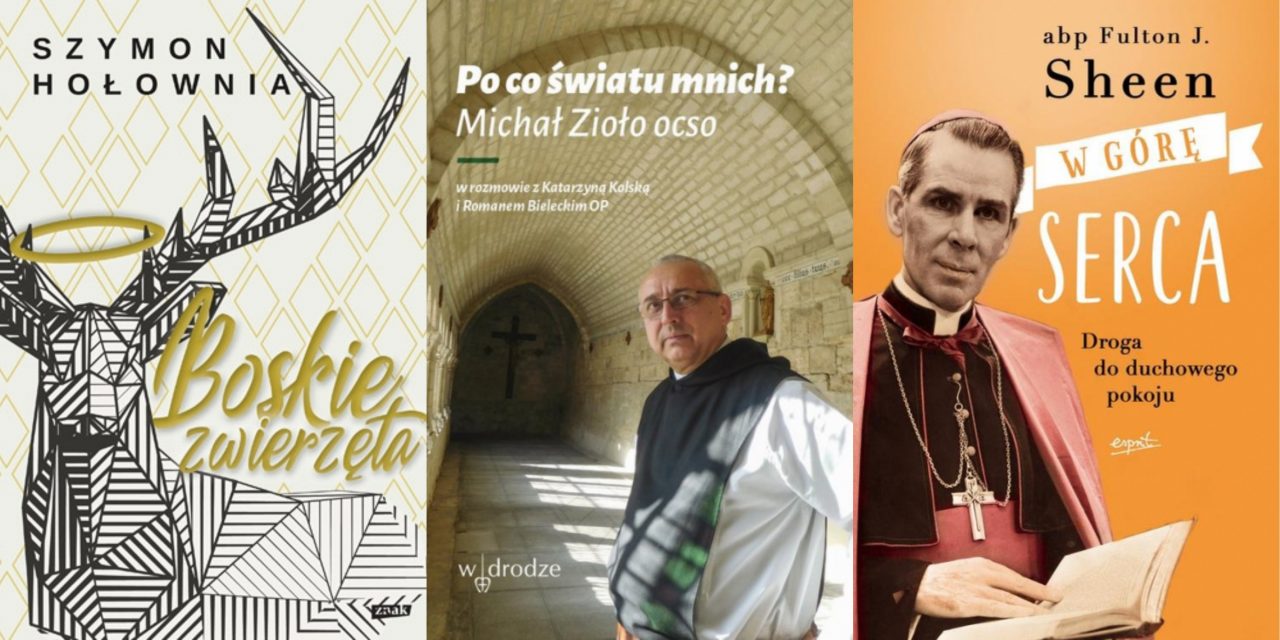 SZYMON
HOŁOWNIA
Boskie
zwierzęta
znak
Po co światu mnich?
Michał Zioło ocso
w rozmowie z Katarzyną Kolską
i Romanem Bieleckim OP
w drodze
abp Fulton J.
Sheen
W GÓRĘ
SERCA
Droga
do duchowego
pokoju
esprit